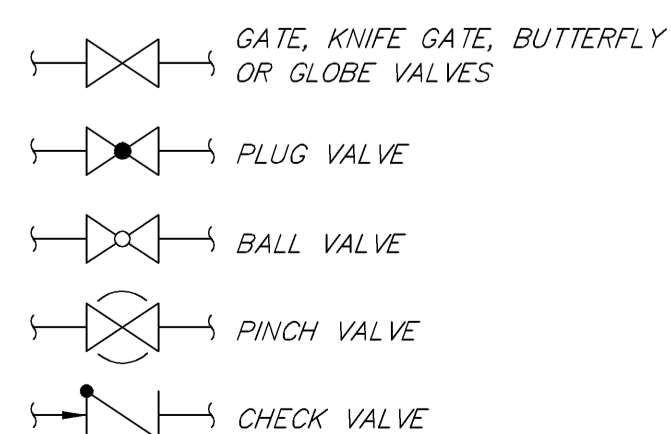 GATE, KNIFE GATE, BUTTERFLY
OR GLOBE VALVES
PLUG VALVE
BALL VALVE
PINCH VALVE
CHECK VALVE